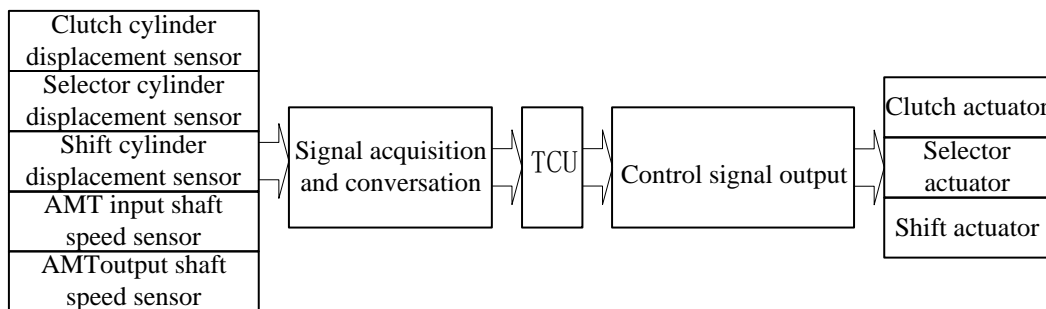 Clutch cylinder
displacement sensor
Selector cylinder
displacement sensor
Shift cylinder
displacement sensor
AMT input shaft
speed sensor
AMToutput shaft
speed sensor
Signal acquisition
and conversation
TCU
Control signal output
Clutch actuator
Selector
actuator
Shift actuator